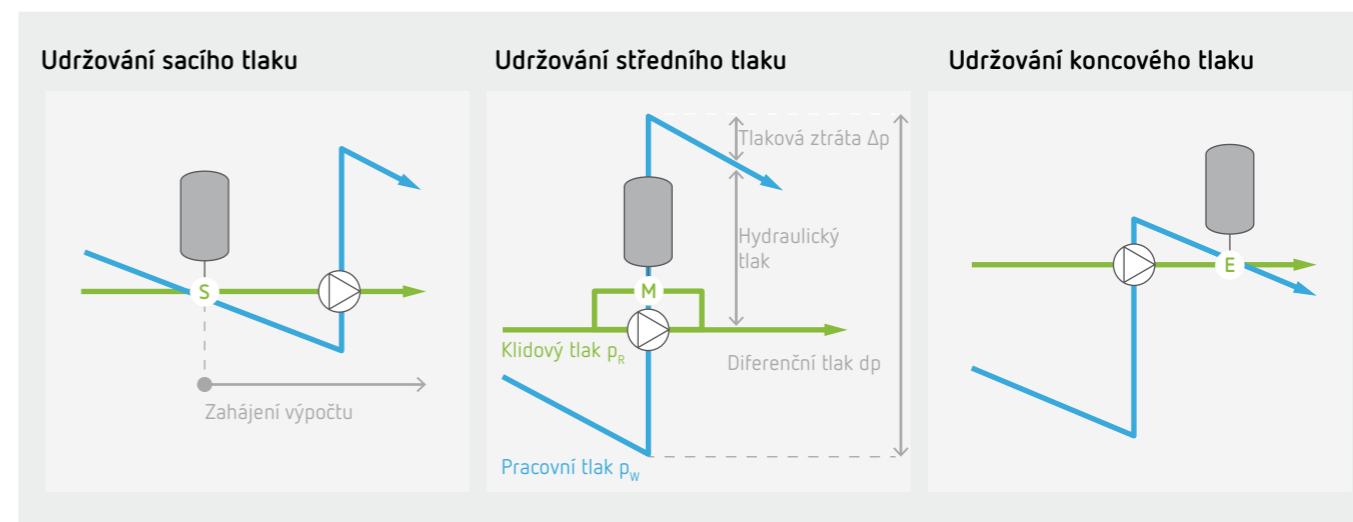 Udržování sacího tlaku
S
Zahájení výpočtu
Udržování středního tlaku
Tlaková ztráta Δp
Hydraulický
tlak
M
Klidový tlak pR
Diferenční tlak dp
Pracovní tlak pW
Udržování koncového tlaku
E